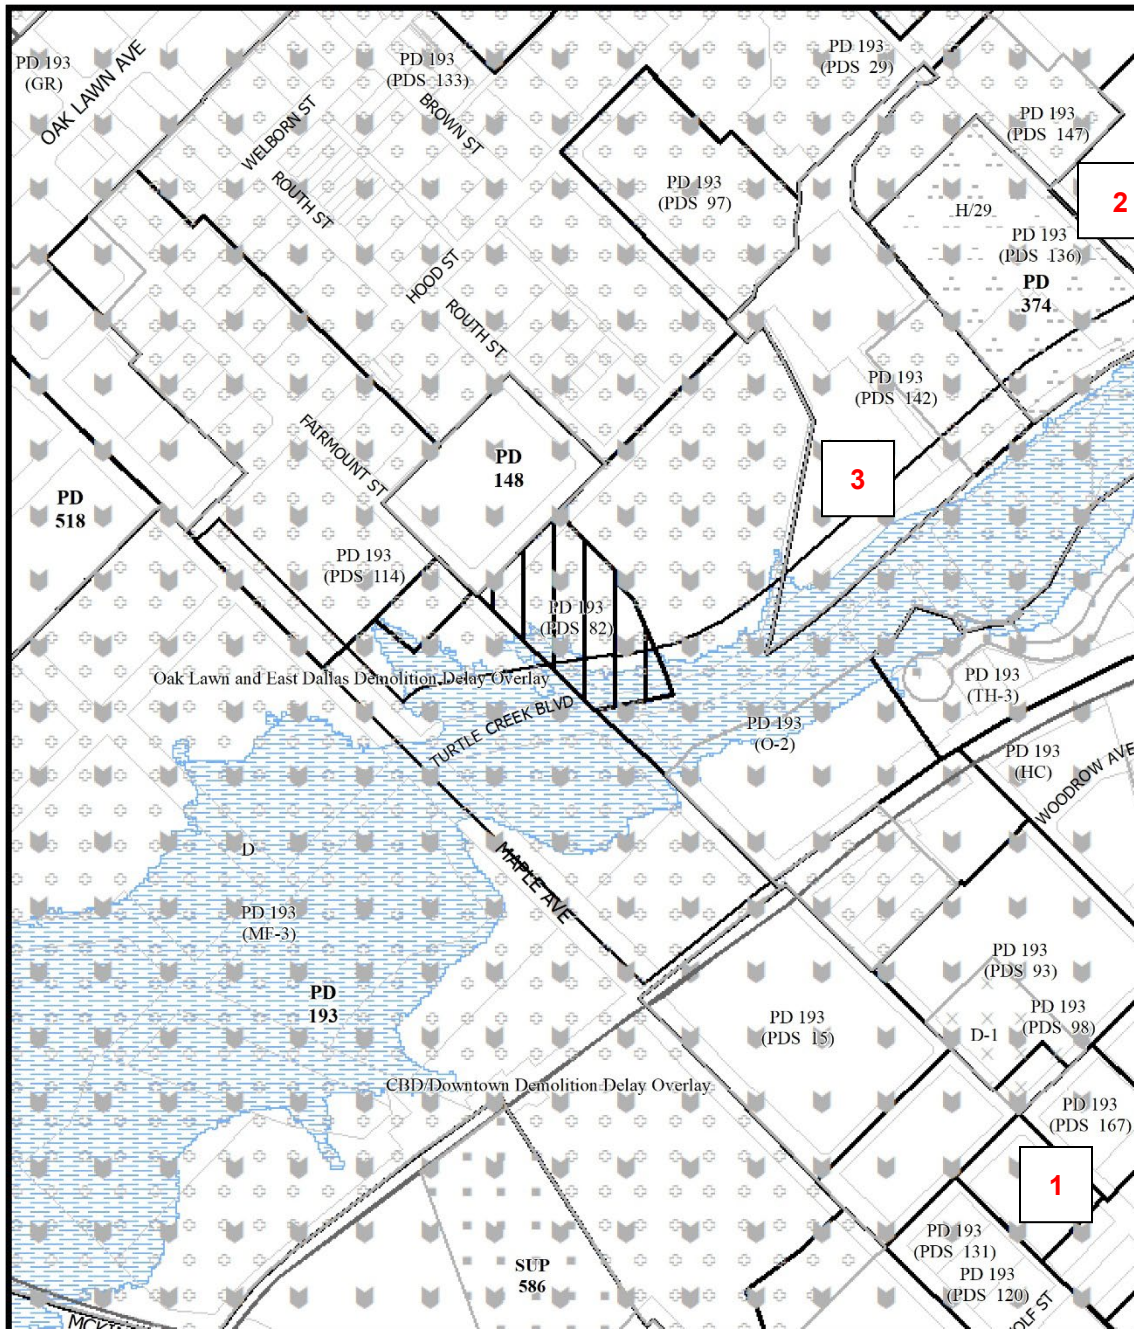 PD 193
(GR)
OAK LAWN AVE
PD 193
(PDS 133)
BROWN ST
WELBORN ST
ROUTH ST
PD 193
(PDS 29)
PD 193
(PDS 147)
2
PD 193
(PDS 97)
H/29
PD 193
(PDS 136)
PD
374
HOOD ST
ROUTH ST
PD 193
(PDS 142)
FAIRMOUNT ST
PD
148
3
PD
518
PD 193
(PDS 114)
PD 193
(PDS 82)
Oak Lawn and East Dallas Demolition Delay Overlay
TURTLE CREEK BLVD
PD 193
(TH-3)
PD 193
(O-2)
PD 193
(HC)
WOODROW AVE
D
MAPLE AVE
PD 193
(MF-3)
PD
193
PD 193
(PDS 93)
PD 193
(PDS 98)
D-1
PD 193
(PDS 15)
CBD/Downtown Demolition Delay Overlay
PD 193
(PDS 167)
1
PD 193
(PDS 131)
PD 193
(PDS 120)
SUP
586